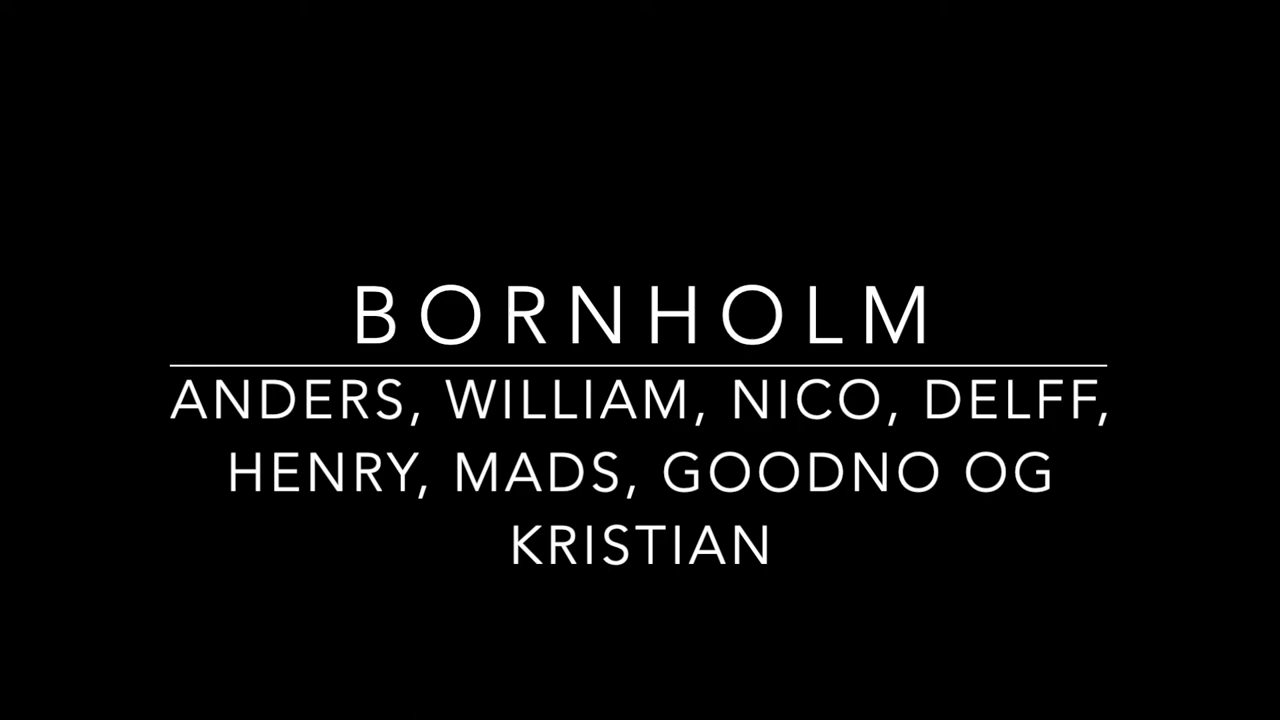 BORNHOLM
ANDERS, WILLIAM, NICO, DELFF,
HENRY, MADS, GOODNO OG
KRISTIAN